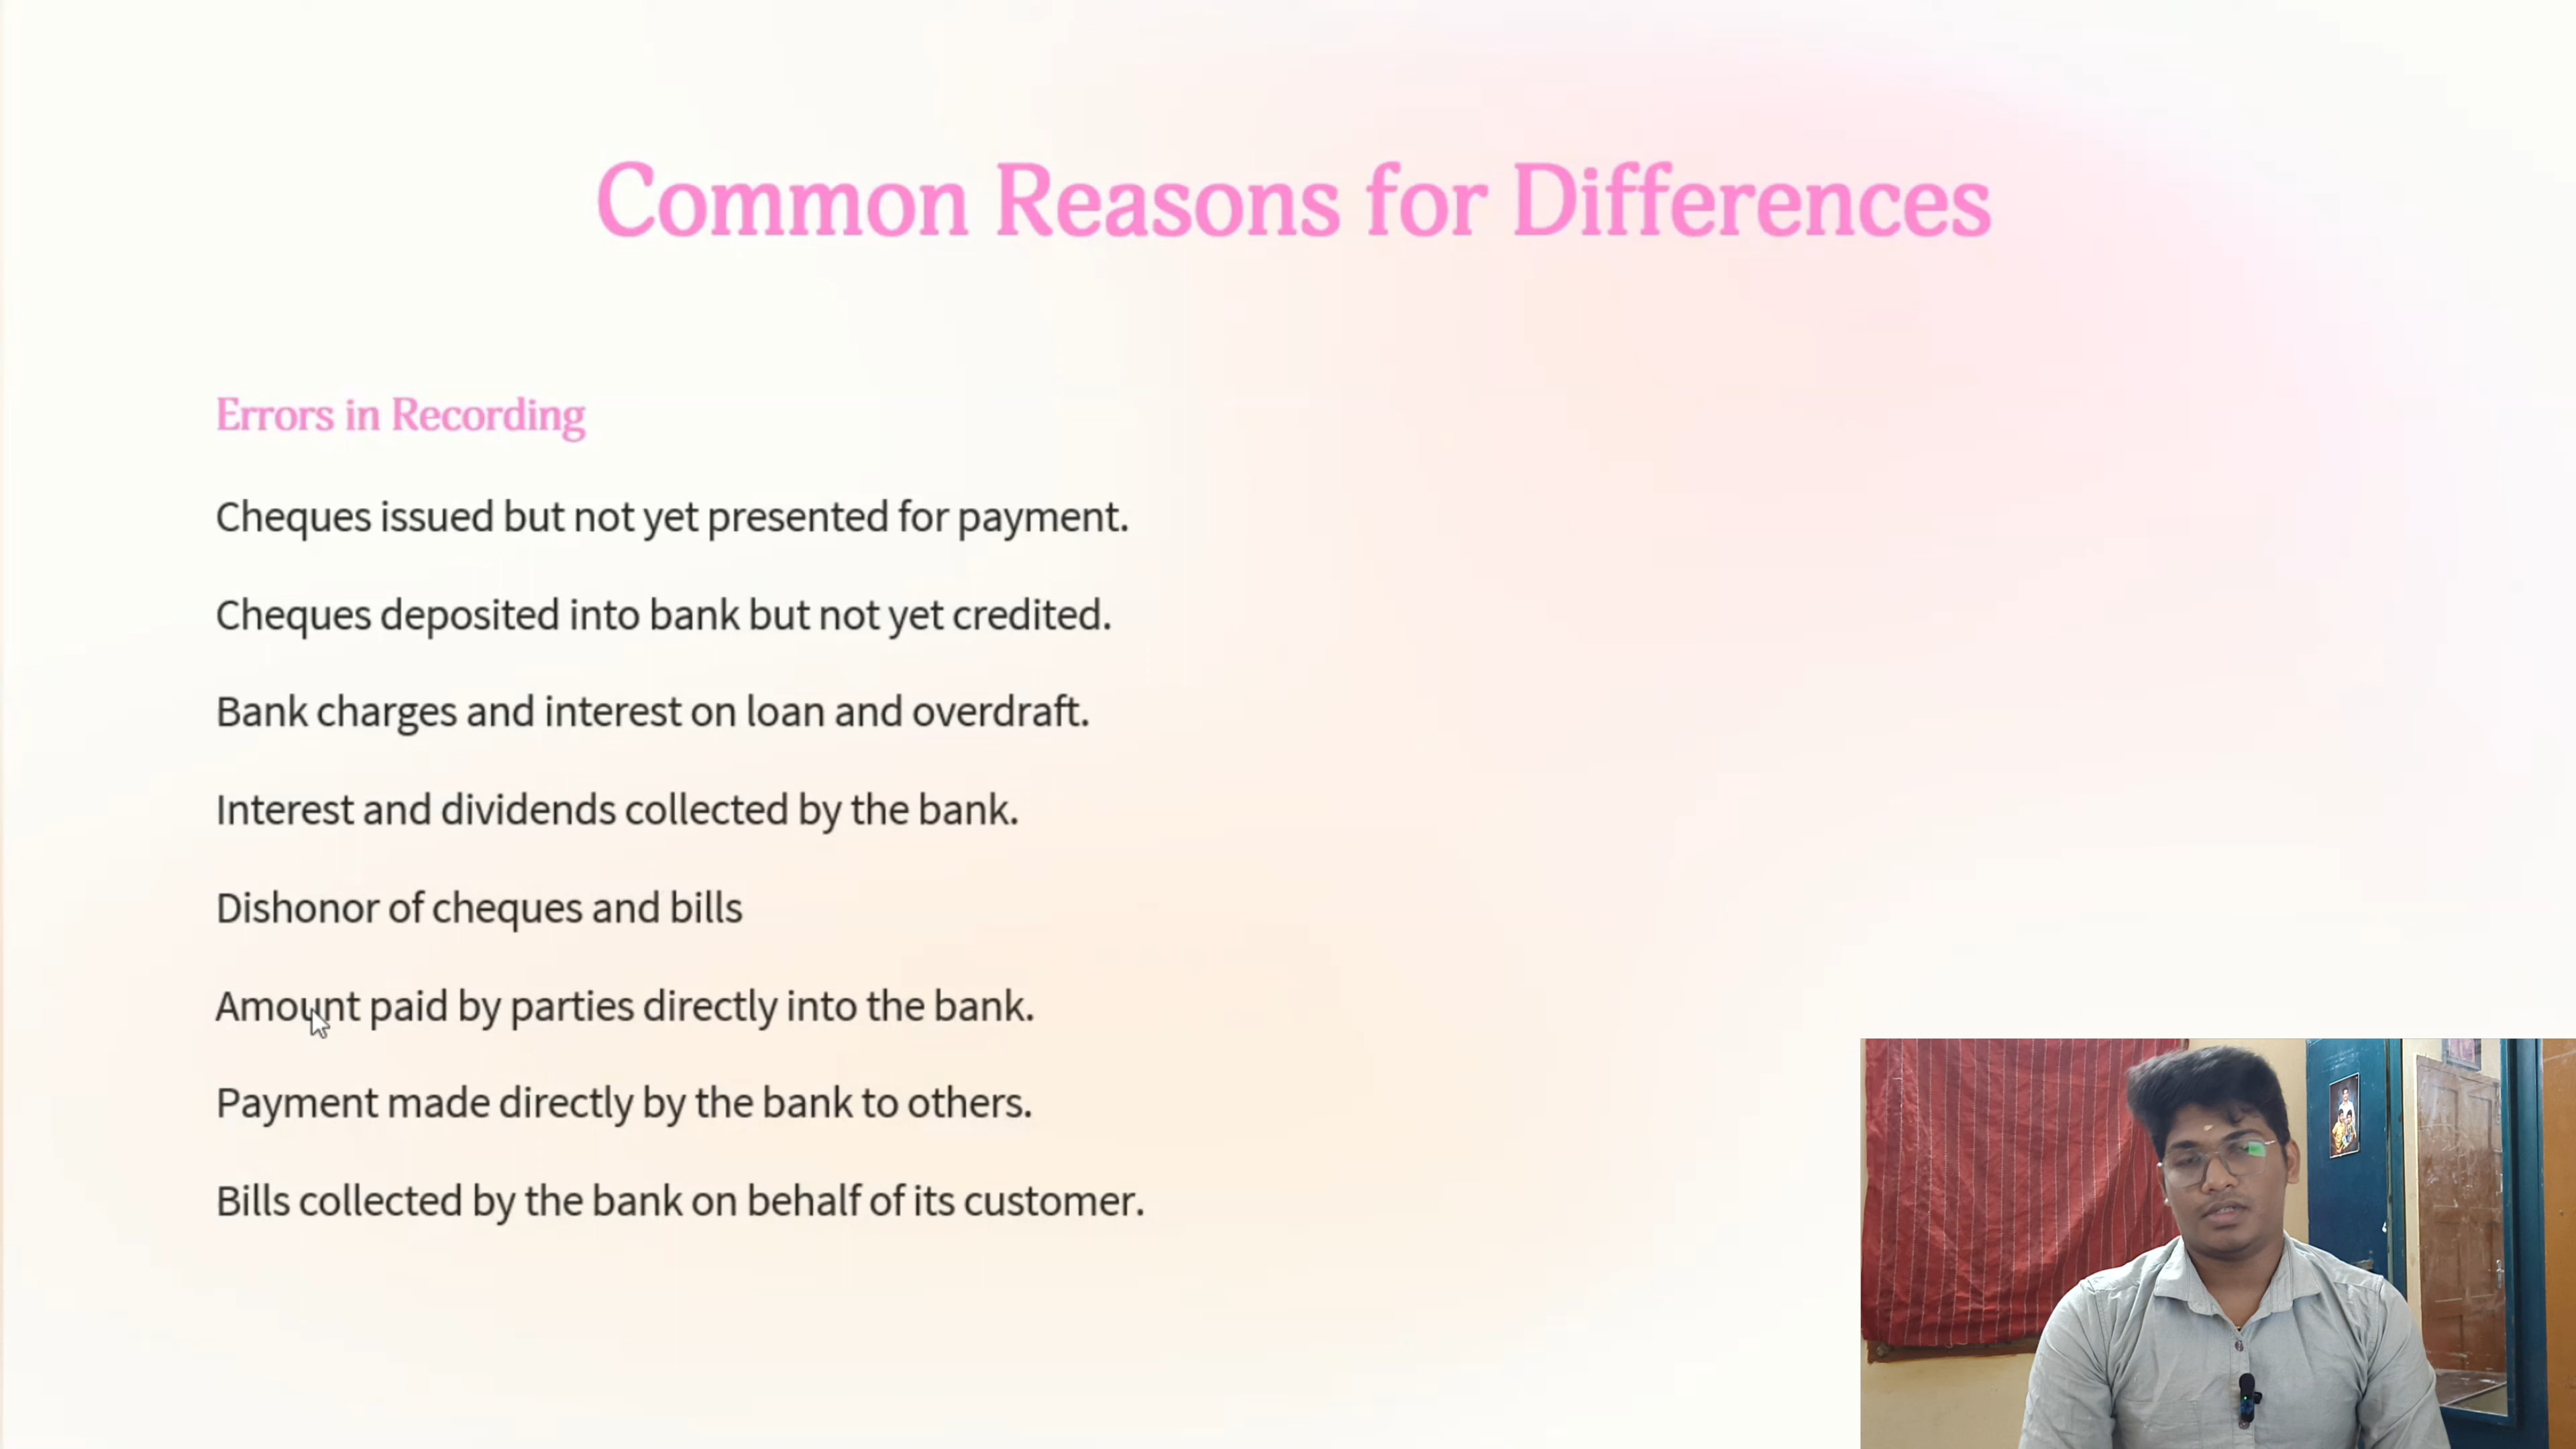 Common Reasons for Differences
Errors in Recording
Cheques issued but not yet presented for payment.
Cheques deposited into bank but not yet credited.
Bank charges and interest on loan and overdraft.
Interest and dividends collected by the bank.
Dishonor of cheques and bills
Amount paid by parties directly into the bank.
Payment made directly by the bank to others.
Bills collected by the bank on behalf of its customer.